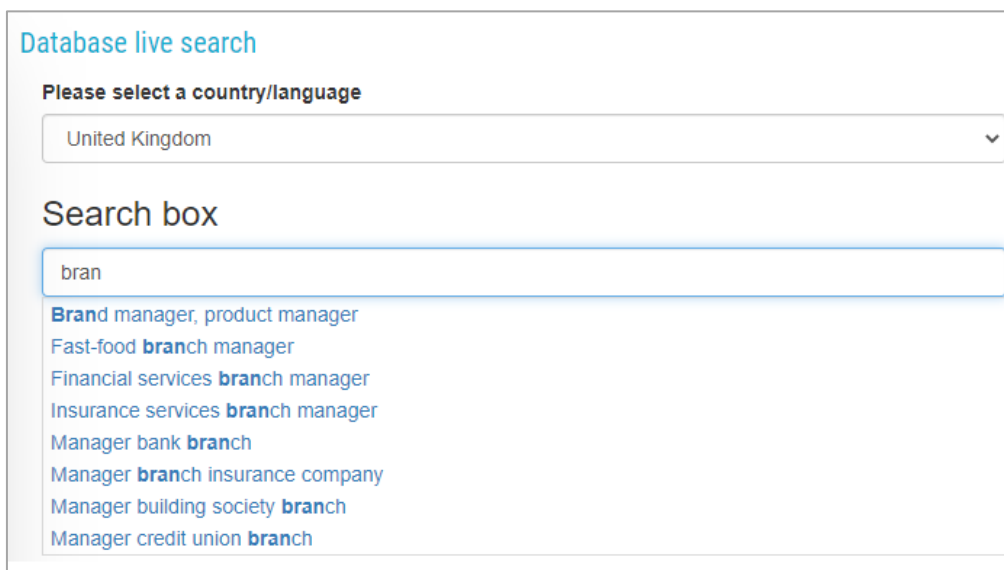 Database live search
Please select a country/language
United Kingdom
Search box
bran
Brand manager, product manager
Fast-food branch manager
Financial services branch manager
Insurance services branch manager
Manager bank branch
Manager branch insurance company
Manager building society branch
Manager credit union branch